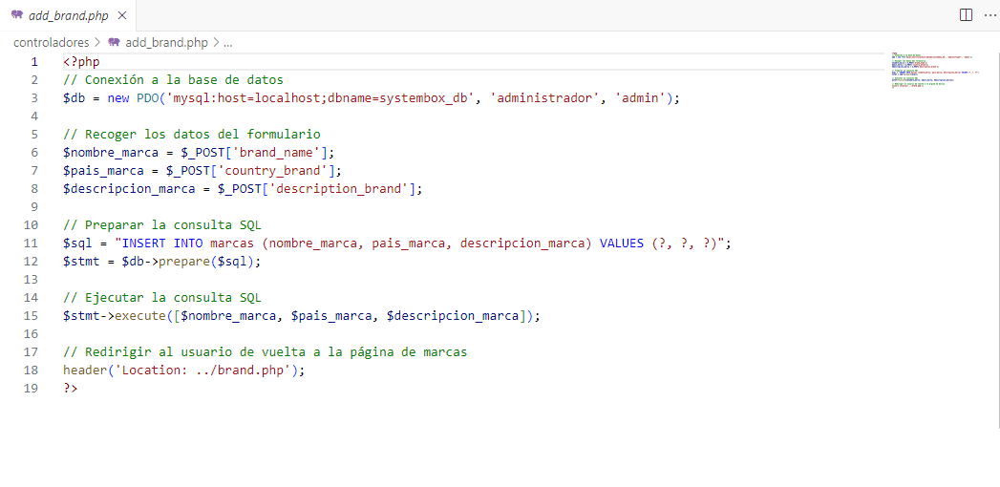 add_brand.php
controladores > add_brand.php > ...
1 <?php
2 // Conexión a la base de datos
3 $db = new PDO('mysql:host=localhost;dbname=systembox_db', 'administrador', 'admin');
4
5 // Recoger los datos del formulario
6 $nombre_marca = $_POST['brand_name'];
7 $pais_marca = $_POST['country_brand'];
8 $descripcion_marca = $_POST['description_brand'];
9
10 // Preparar la consulta SQL
11 $sql = "INSERT INTO marcas (nombre_marca, pais_marca, descripcion_marca) VALUES (?, ?, ?)";
12 $stmt = $db->prepare($sql);
13
14 // Ejecutar la consulta SQL
15 $stmt->execute([$nombre_marca, $pais_marca, $descripcion_marca]);
16
17 // Redirigir al usuario de vuelta a la página de marcas
18 header('Location: ../brand.php');
19 ?>